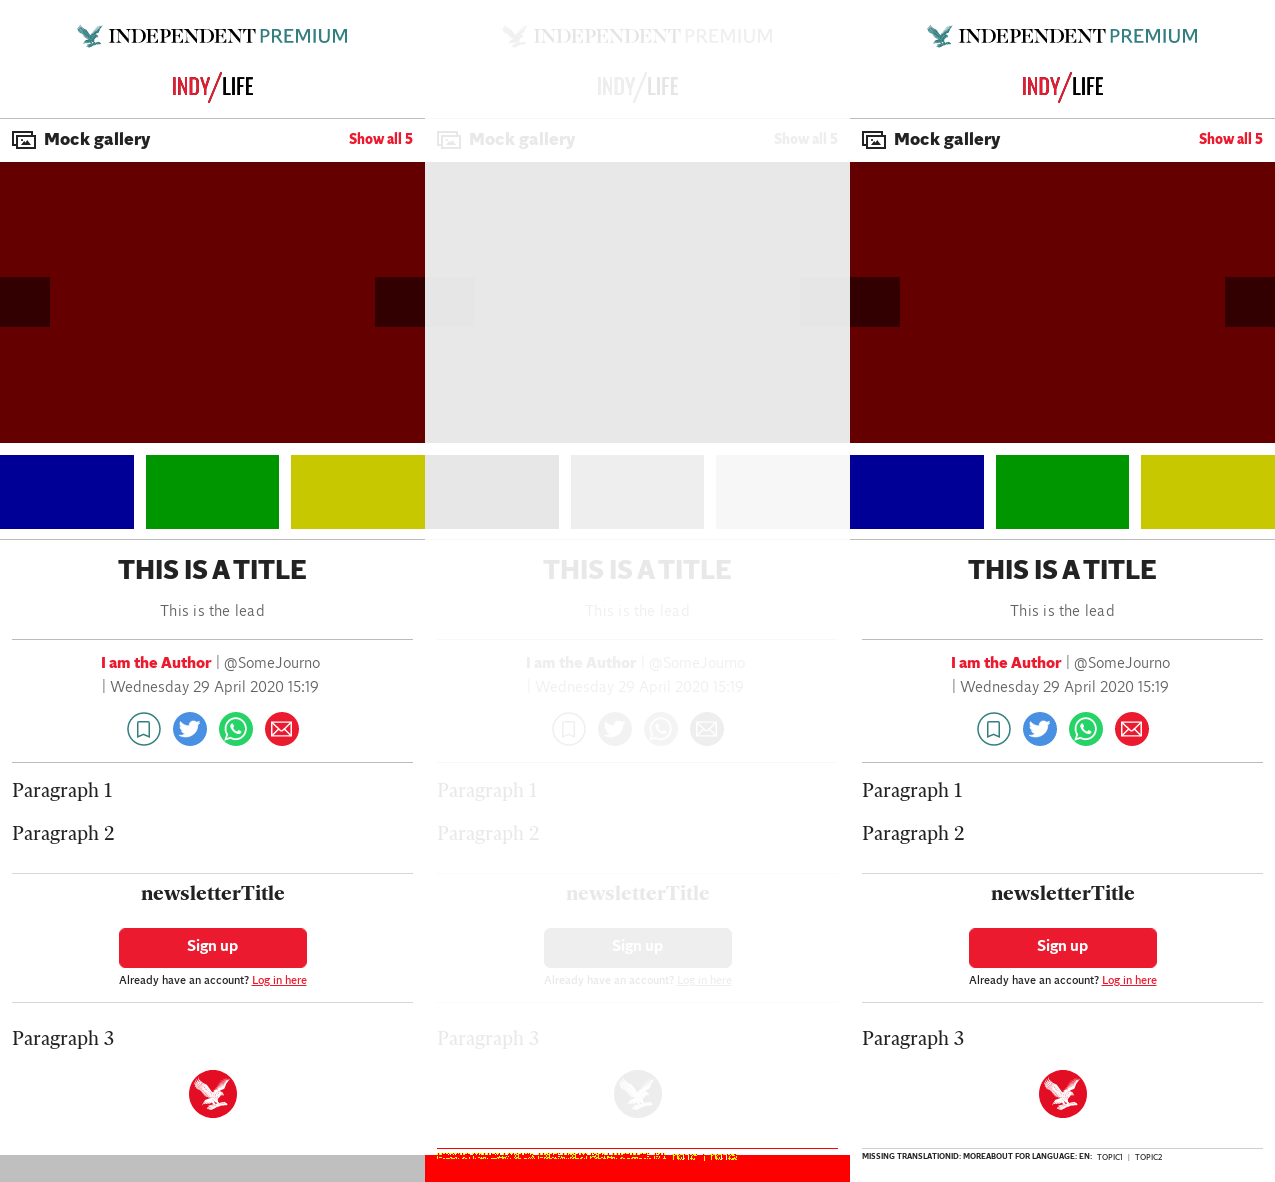 INDEPENDENT PREMIUM
INDY/LIFE
Mock gallery Show all 5
THIS IS A TITLE
This is the lead
I am the Author | @SomeJourno
| Wednesday 29 April 2020 15:19
Paragraph 1
Paragraph 2
newsletterTitle
Sign up
Already have an account? Log in here
Paragraph 3
INDEPENDENT PREMIUM
INDY/LIFE
Mock gallery Show all 5
THIS IS A TITLE
This is the lead
I am the Author | @SomeJourno
| Wednesday 29 April 2020 15:19
Paragraph 1
Paragraph 2
newsletterTitle
Sign up
Already have an account? Log in here
Paragraph 3
INDEPENDENT PREMIUM
INDY/LIFE
Mock gallery Show all 5
THIS IS A TITLE
This is the lead
I am the Author | @SomeJourno
| Wednesday 29 April 2020 15:19
Paragraph 1
Paragraph 2
newsletterTitle
Sign up
Already have an account? Log in here
Paragraph 3
MISSING TRANSLATIONID: MOREABOUT FOR LANGUAGE: EN: TOPIC1 | TOPIC2